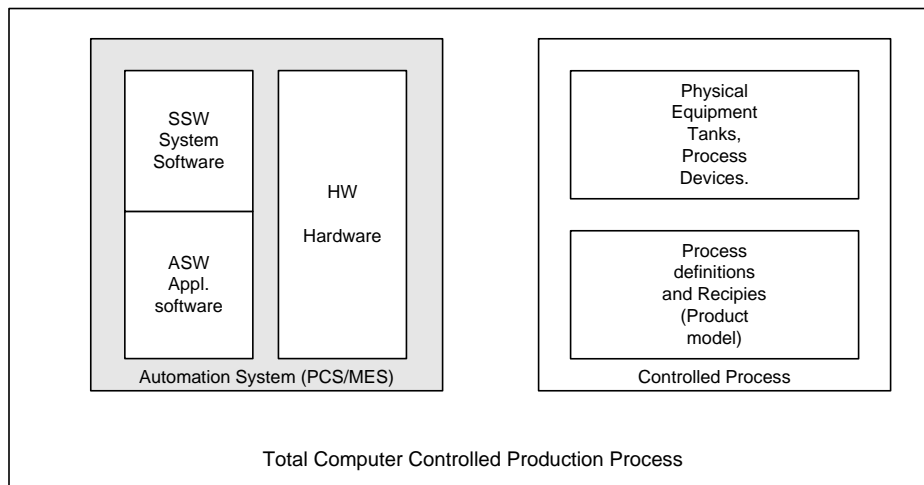 SSW
System
Software
ASW
Appl.
software
HW
Hardware
Automation System (PCS/MES)
Physical
Equipment
Tanks,
Process
Devices.
Process
definitions
and Recipies
(Product
model)
Controlled Process
Total Computer Controlled Production Process